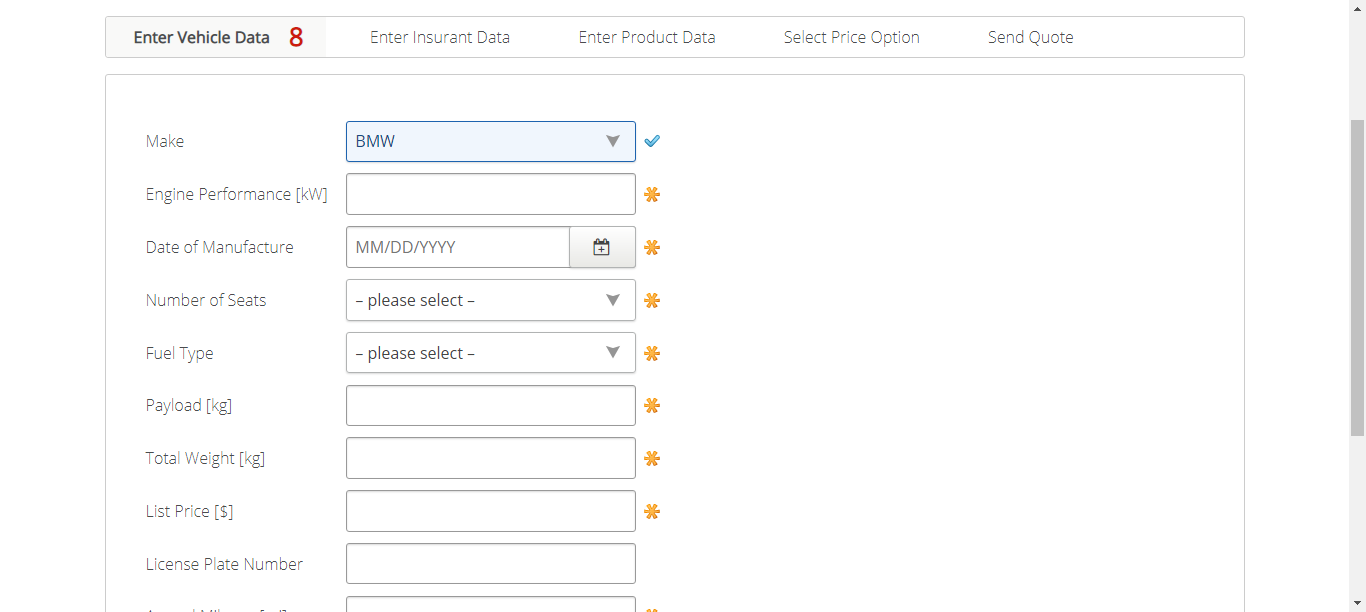 Enter Vehicle Data 8 Enter Insurant Data Enter Product Data Select Price Option Send Quote
Make BMW
Engine Performance [kW]
Date of Manufacture MM/DD/YYYY
Number of Seats – please select –
Fuel Type – please select –
Payload [kg]
Total Weight [kg]
List Price [$]
License Plate Number